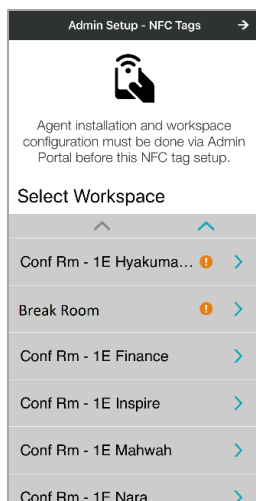 Admin Setup - NFC Tags
Agent installation and workspace
configuration must be done via Admin
Portal before this NFC tag setup.
Select Workspace
Conf Rm - 1E Hyakuma...
Break Room
Conf Rm - 1E Finance
Conf Rm - 1E Inspire
Conf Rm - 1E Mahwah
Conf Rm - 1E Nara